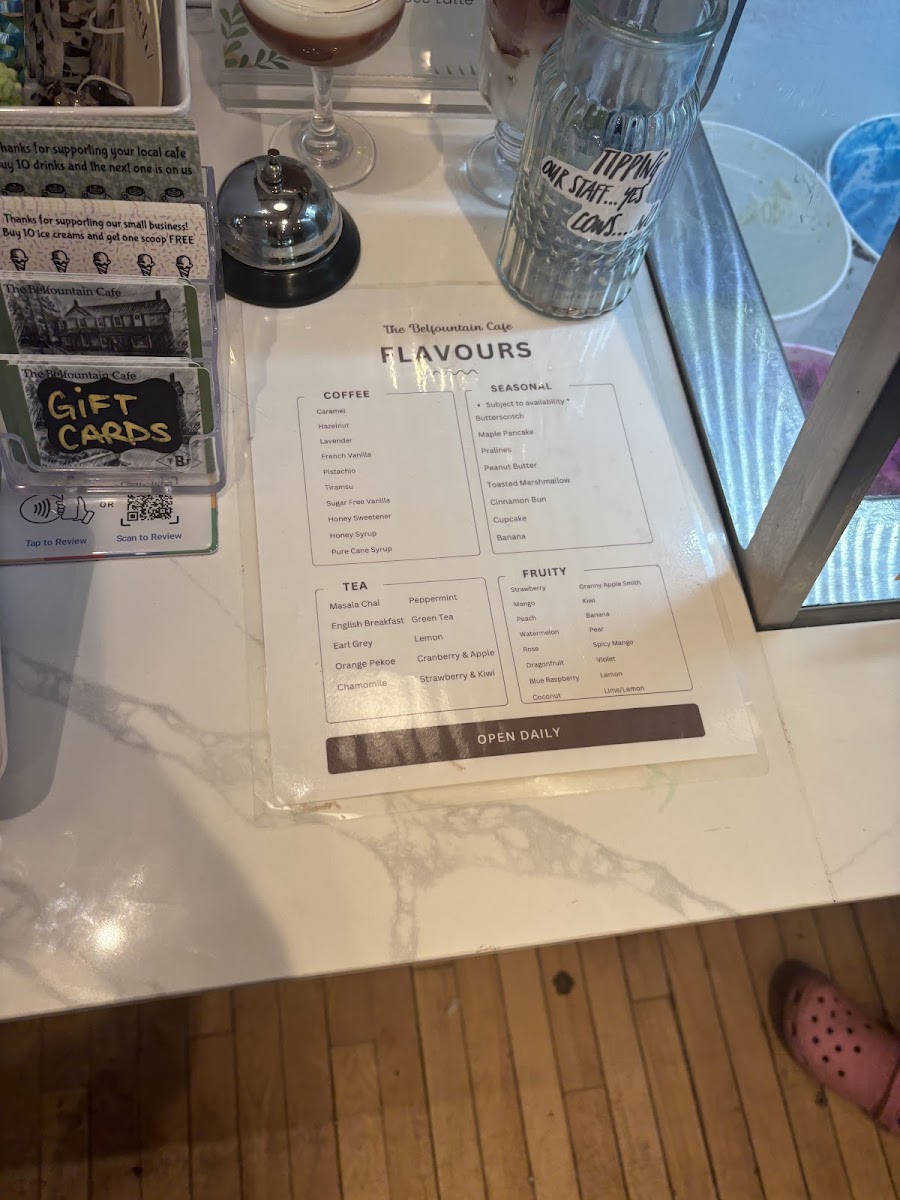 Latte
Thanks for supporting your local cafe
Buy 10 drinks and the next one is on us
Thanks for supporting our small business!
Buy 10 ice creams and get one scoop FREE
The Belfountain Cafe
The Belfountain Cafe
GiFT
CARDS
OR
Tap to Review
Scan to Review
TIPPING
OUR STAFF... YES
COWS....
The Belfountain Cafe
FLAVOURS
COFFEE
Caramel
Hazelnut
Lavender
French Vanilla
Pistachio
Tiramsu
Sugar Free Vanilla
Honey Sweetener
Honey Syrup
Pure Cane Syrup
SEASONAL
• Subject to availability *
Butterscotch
Maple Pancake
Pralines
Peanut Butter
Toasted Marshmallow
Cinnamon Bun
Cupcake
Banana
TEA
Masala Chai
English Breakfast
Earl Grey
Orange Pekoe
Chamomile
Peppermint
Green Tea
Lemon
Cranberry & Apple
Strawberry & Kiwi
FRUITY
Strawberry
Mango
Peach
Watermelon
Rose
Dragonfruit
Blue Raspberry
Coconut
Granny Apple Smith
Kiwi
Banana
Pear
Spicy Mango
Violet
Lemon
Lime/Lemon
OPEN DAILY